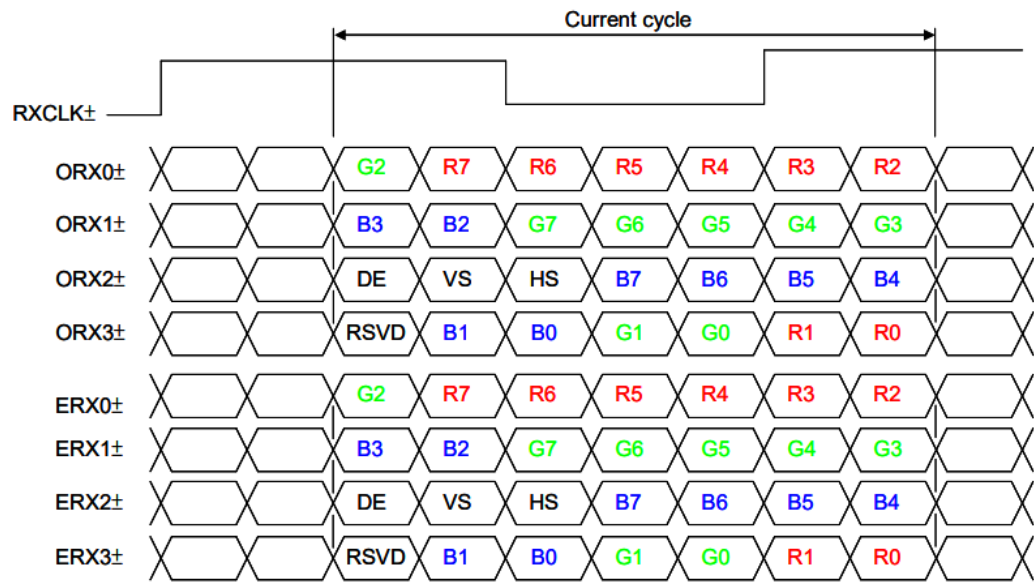 Current cycle
RXCLK±
ORX0± G2 R7 R6 R5 R4 R3 R2
ORX1± B3 B2 G7 G6 G5 G4 G3
ORX2± DE VS HS B7 B6 B5 B4
ORX3± RSVD B1 B0 G1 G0 R1 R0
ERX0± G2 R7 R6 R5 R4 R3 R2
ERX1± B3 B2 G7 G6 G5 G4 G3
ERX2± DE VS HS B7 B6 B5 B4
ERX3± RSVD B1 B0 G1 G0 R1 R0